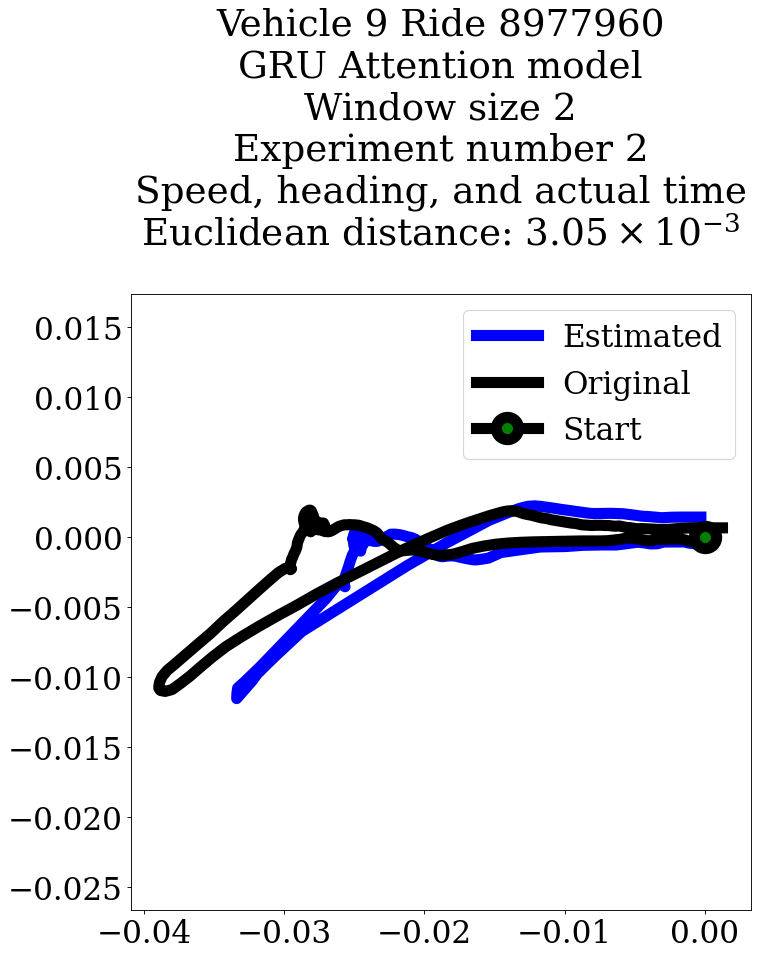 Vehicle 9 Ride 8977960
GRU Attention model
Window size 2
Experiment number 2
Speed, heading, and actual time
Euclidean distance: 3.05 × 10⁻³
Estimated
Original
Start
0.015
0.010
0.005
0.000
−0.005
−0.010
−0.015
−0.020
−0.025
−0.04 −0.03 −0.02 −0.01 0.00